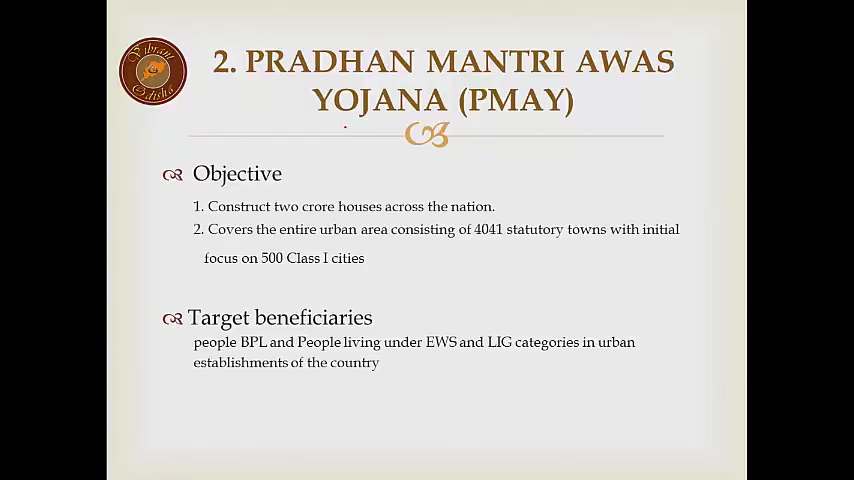 Vibrant
Odisha
2. PRADHAN MANTRI AWAS
YOJANA (PMAY)
Objective
1. Construct two crore houses across the nation.
2. Covers the entire urban area consisting of 4041 statutory towns with initial
focus on 500 Class I cities
Target beneficiaries
people BPL and People living under EWS and LIG categories in urban
establishments of the country